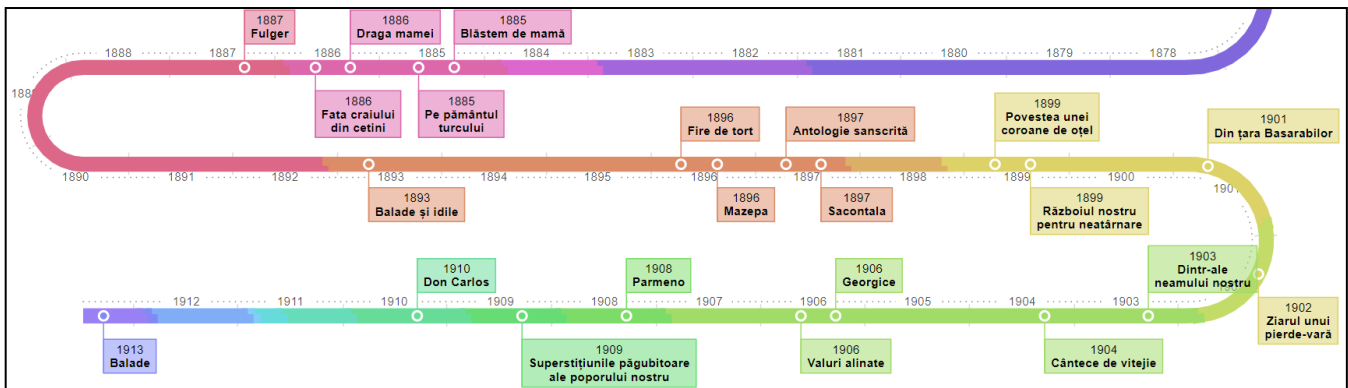 1887
Fulger
1886
Draga mamei
1885
Blăstem de mamă
1888
1887
1886
1885
1884
1883
1882
1881
1880
1879
1878
1886
Fata craiului
din cetini
1885
Pe pământul
turcului
1896
Fire de tort
1897
Antologie sanscrită
1899
Povestea unei
coroane de oțel
1901
Din țara Basarabilor
1890
1891
1892
1893
1894
1895
1896
1897
1898
1899
1900
1901
1893
Balade și idile
1896
Mazepa
1897
Sacontala
1899
Războiul nostru
pentru neatârnare
1910
Don Carlos
1908
Parmeno
1906
Georgice
1903
Dintr-ale
neamului nostru
1912
1911
1910
1909
1908
1907
1906
1905
1904
1903
1902
Ziarul unui
pierde-vară
1913
Balade
1909
Superstițiunile păgubitoare
ale poporului nostru
1906
Valuri alinate
1904
Cântece de vitejie